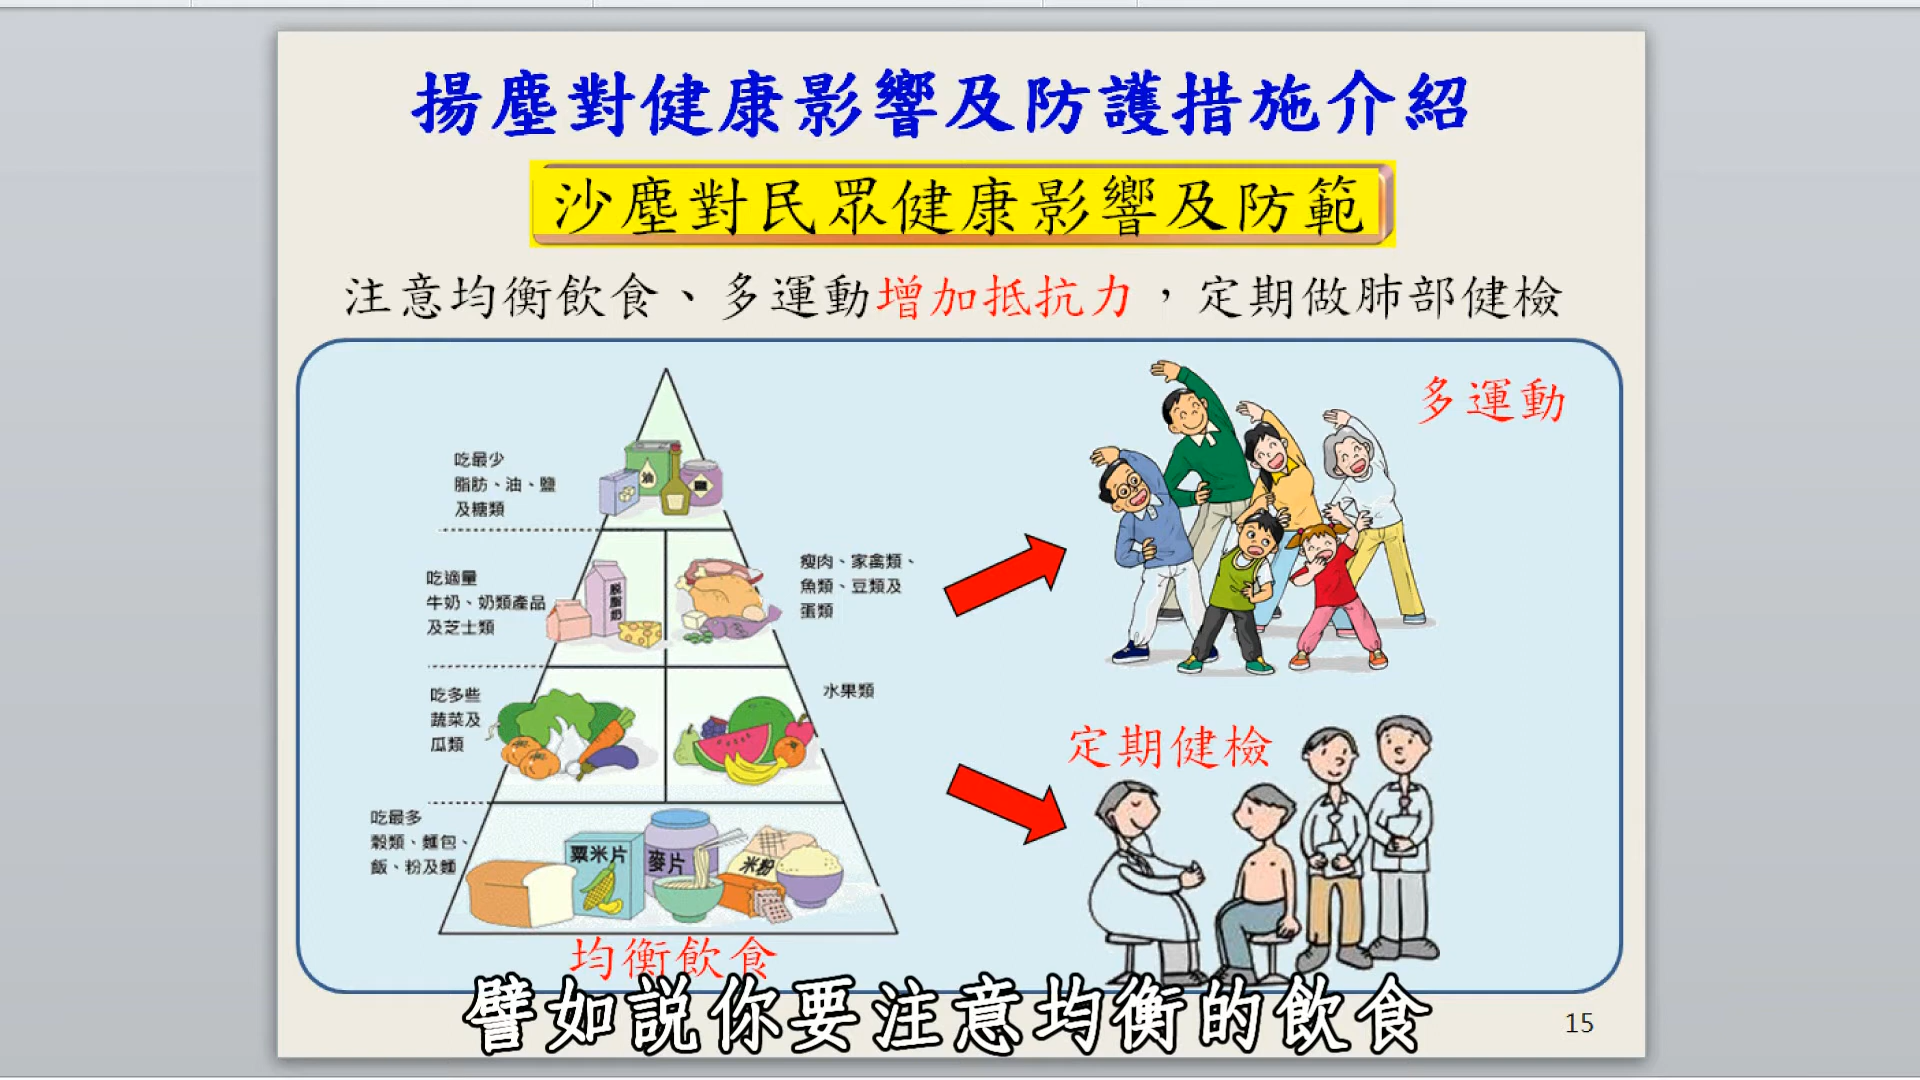 揚塵對健康影響及防護措施介紹
沙塵對民眾健康影響及防範
注意均衡飲食、多運動增加抵抗力，定期做肺部健檢
吃最少
脂肪、油、鹽
及糖類
油
鹽
吃適量
牛奶、奶類產品
及芝士類
脫脂奶
瘦肉、家禽類、
魚類、豆類及
蛋類
吃多些
蔬菜及
瓜類
水果類
吃最多
穀類、麵包、
飯、粉及麵
粟米片
麥片
米粉
均衡飲食
多運動
定期健檢
譬如說你要注意均衡的飲食
15